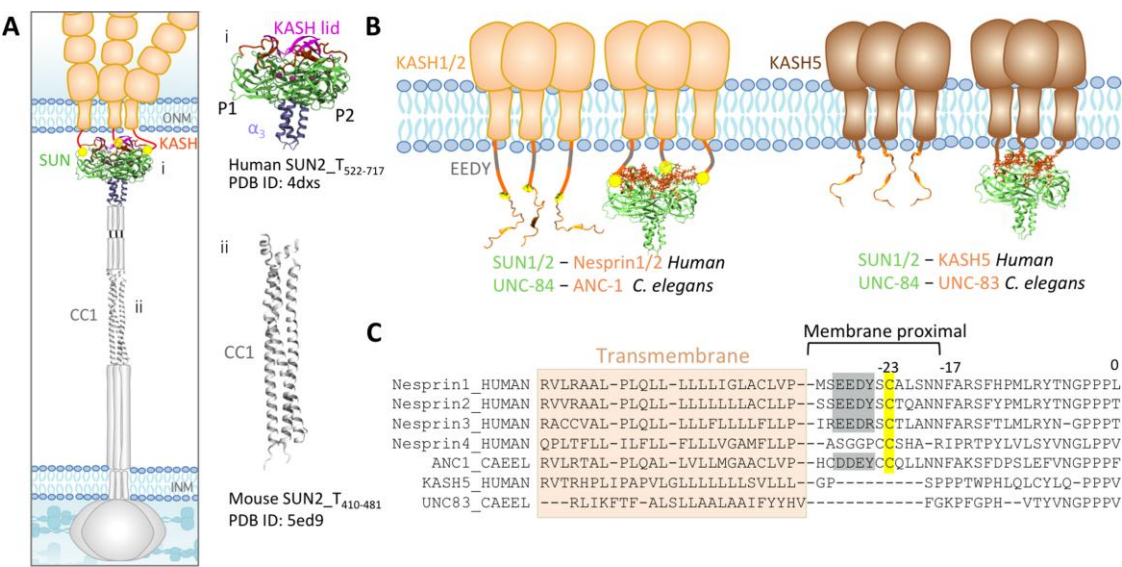 A
ONM
SUN
KASH
i
CC1
ii
INM
i
KASH lid
P1
P2
α3
Human SUN2_T522-717
PDB ID: 4dxs
ii
CC1
Mouse SUN2_T410-481
PDB ID: 5ed9
B
KASH1/2
EEDY
SUN1/2 – Nesprin1/2 Human
UNC-84 – ANC-1 C. elegans
KASH5
SUN1/2 – KASH5 Human
UNC-84 – UNC-83 C. elegans
C
Membrane proximal
Transmembrane
-23 -17 0
Nesprin1_HUMAN RVLRAAL-PLQLL-LLLLIGLACLVP--MSEEDYSCALSNNFARSFHPMLRYTNGPPPL
Nesprin2_HUMAN RVVRAAL-PLQLL-LLLLLLLACLLP--SSEEDYSCTQANNFARSFYPMLRYTNGPPPT
Nesprin3_HUMAN RACCVAL-PLQLL-LLLFLLLLFLLP--IREEDRSCTLANNFARSFTLMLRYN-GPPPT
Nesprin4_HUMAN QPLTFLL-ILFLL-FLLLVGAMFLLP---ASGGPCCSHA-RIPRTPYLVLSYVNGLPPV
ANC1_CAEEL RVLRTAL-PLQAL-LVLLMGAACLVP--HCDDEYCCQLLNNFAKSFDPSLEFVNGPPPF
KASH5_HUMAN RVTRHPLIPAPVLGLLLLLLLSVLLL--GP---------SPPPTWPHLQLCYLQ-PPPV
UNC83_CAEEL ---RLIKFTF-ALSLLAALAAIFYYHV------------FGKPFGPH--VTYVNGPPPV